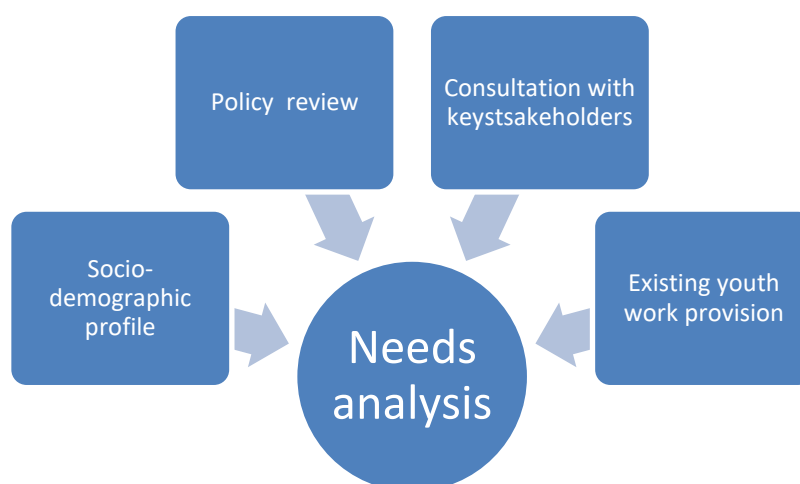 Policy review
Consultation with
keystsakeholders
Socio-
demographic
profile
Existing youth
work provision
Needs
analysis